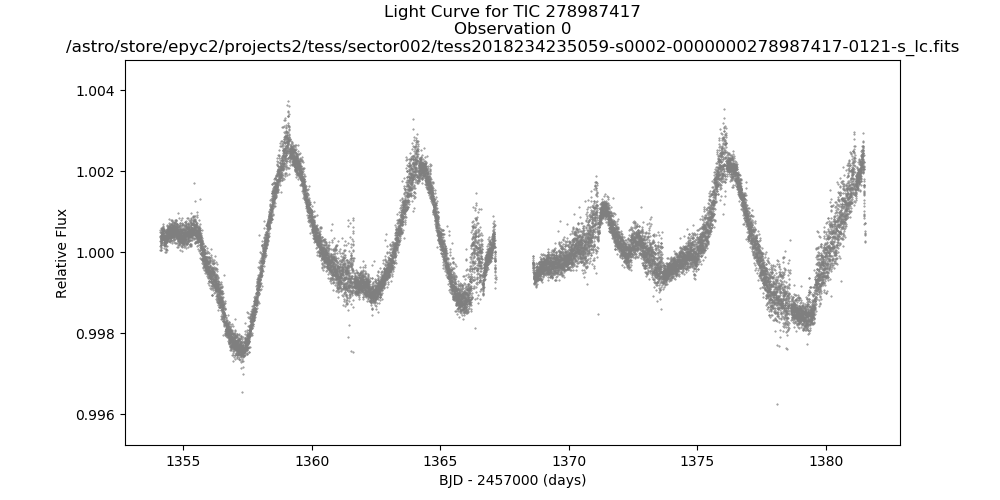 Light Curve for TIC 278987417
Observation 0
/astro/store/epyc2/projects2/tess/sector002/tess2018234235059-s0002-0000000278987417-0121-s_lc.fits
1.004
1.002
1.000
0.998
0.996
Relative Flux
1355
1360
1365
1370
1375
1380
BJD - 2457000 (days)